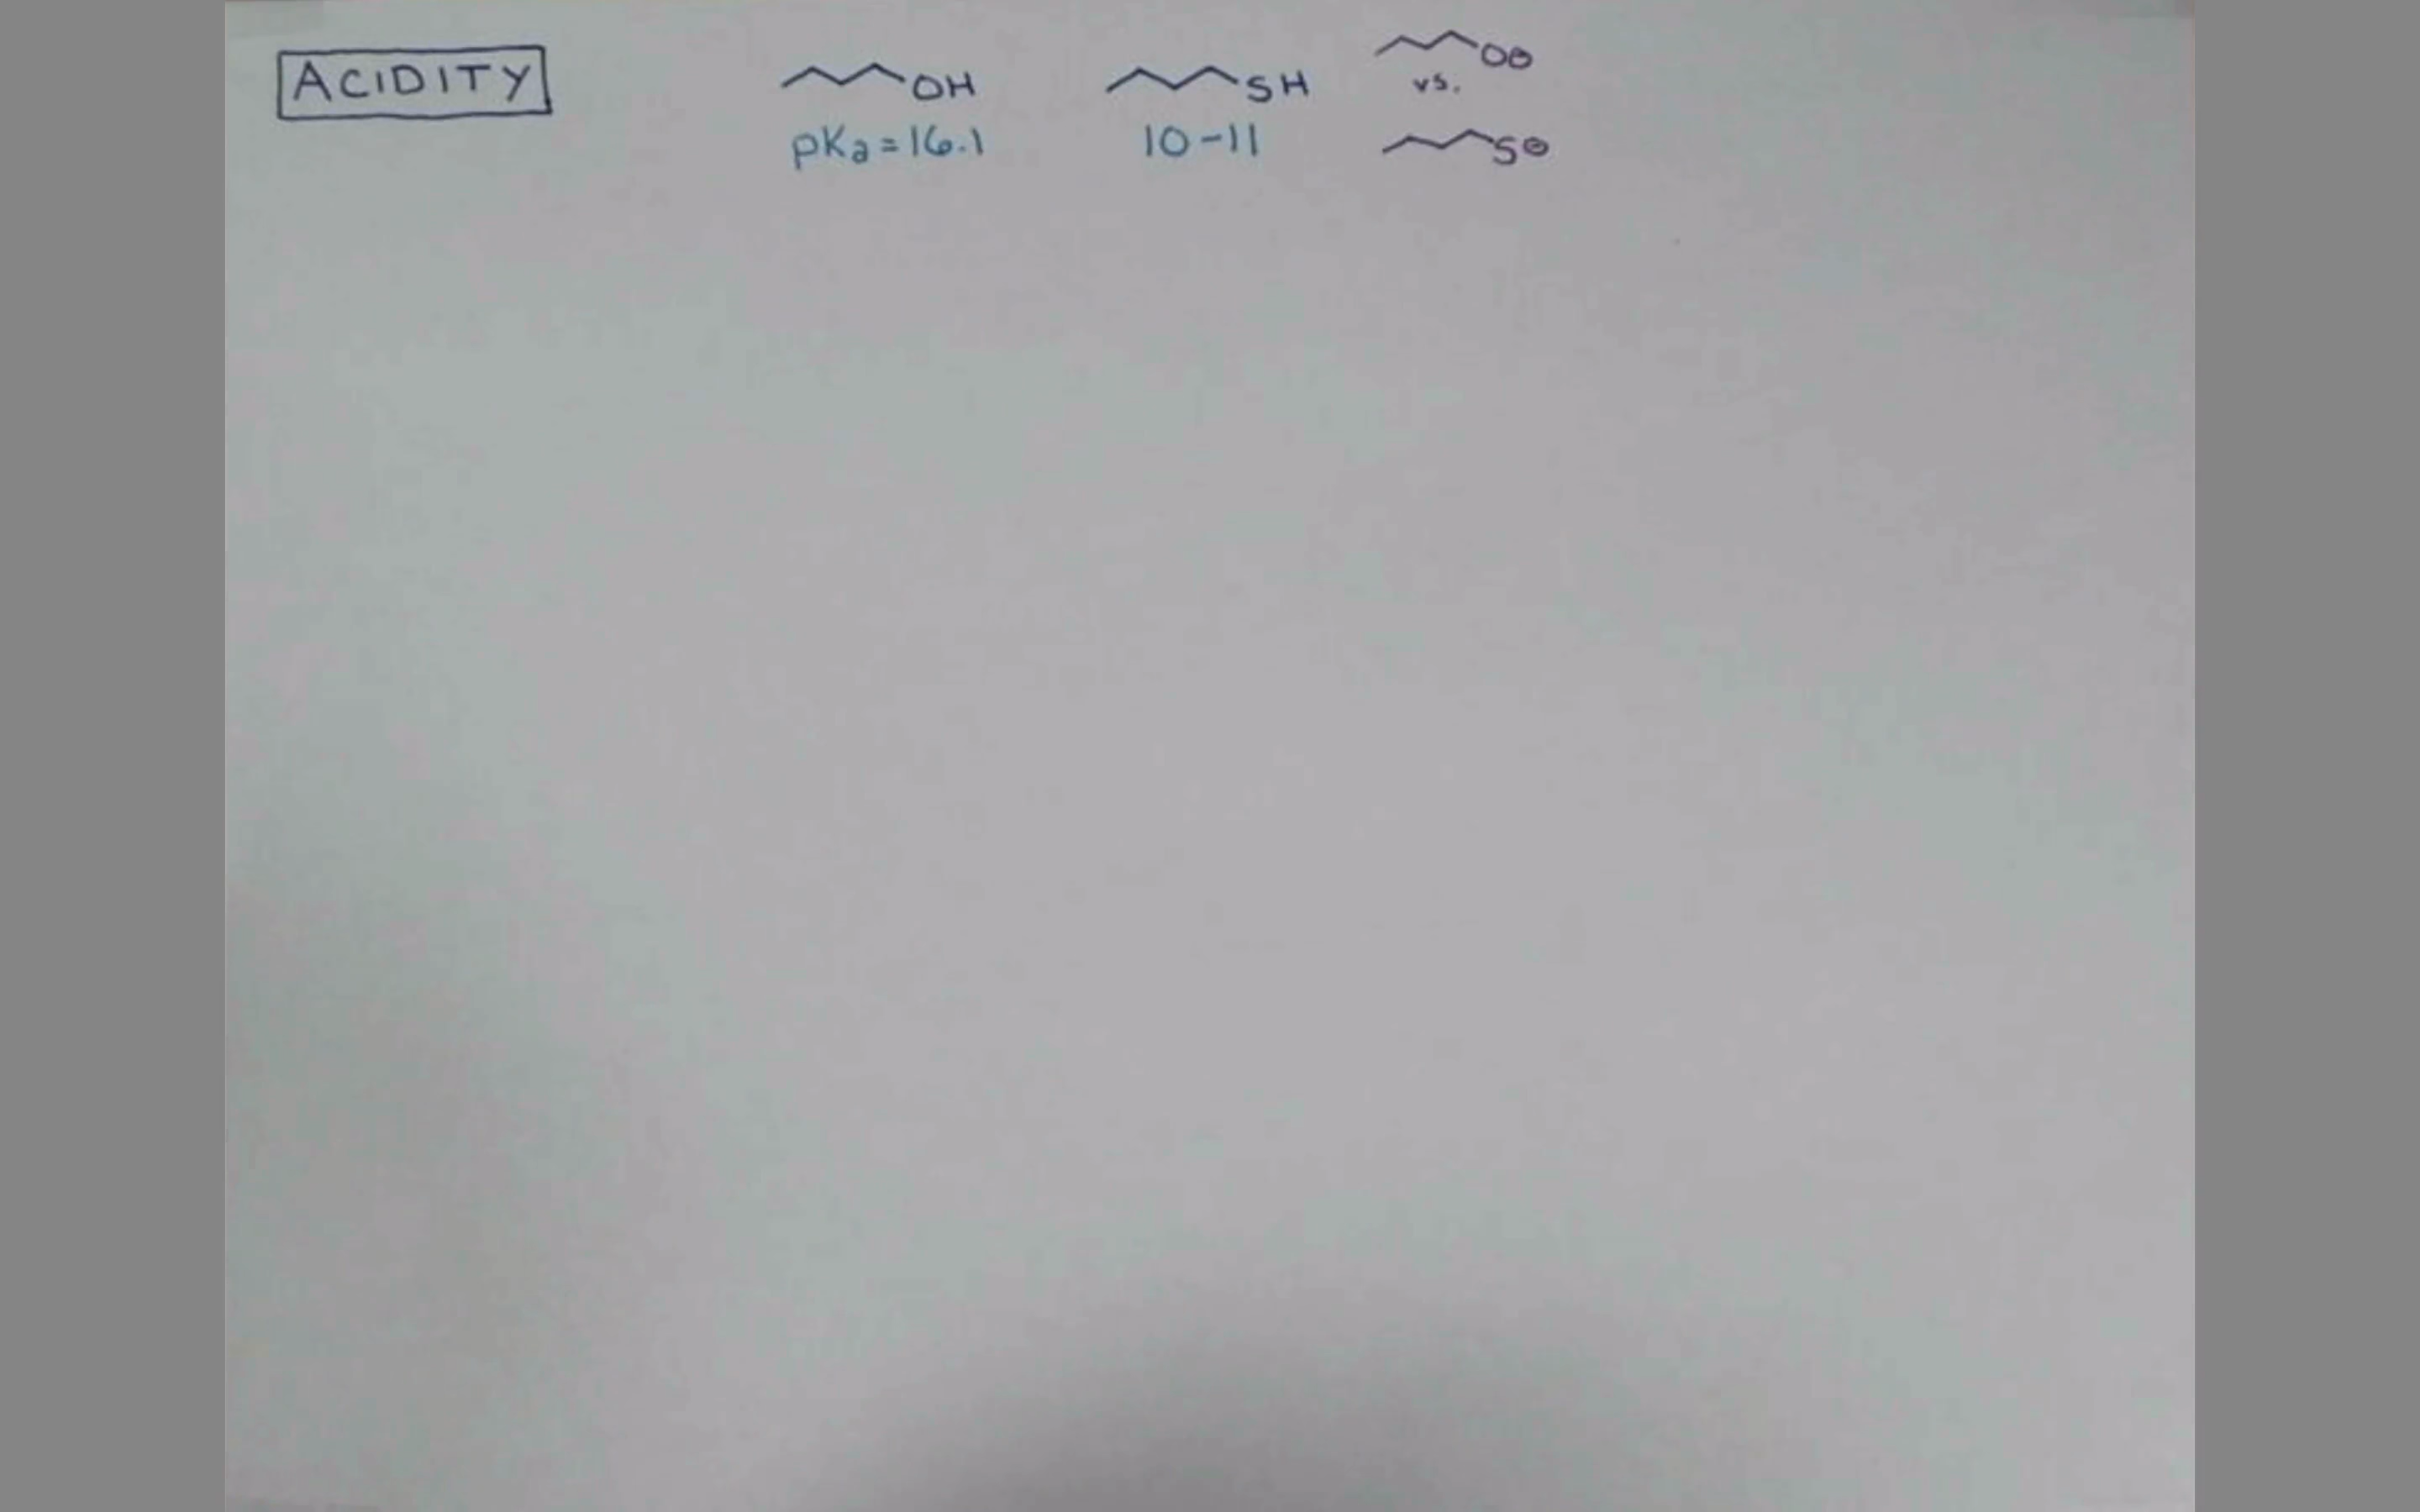 ACIDITY
OH
pKa = 16.1
SH
10-11
O⊖
vs.
S⊖